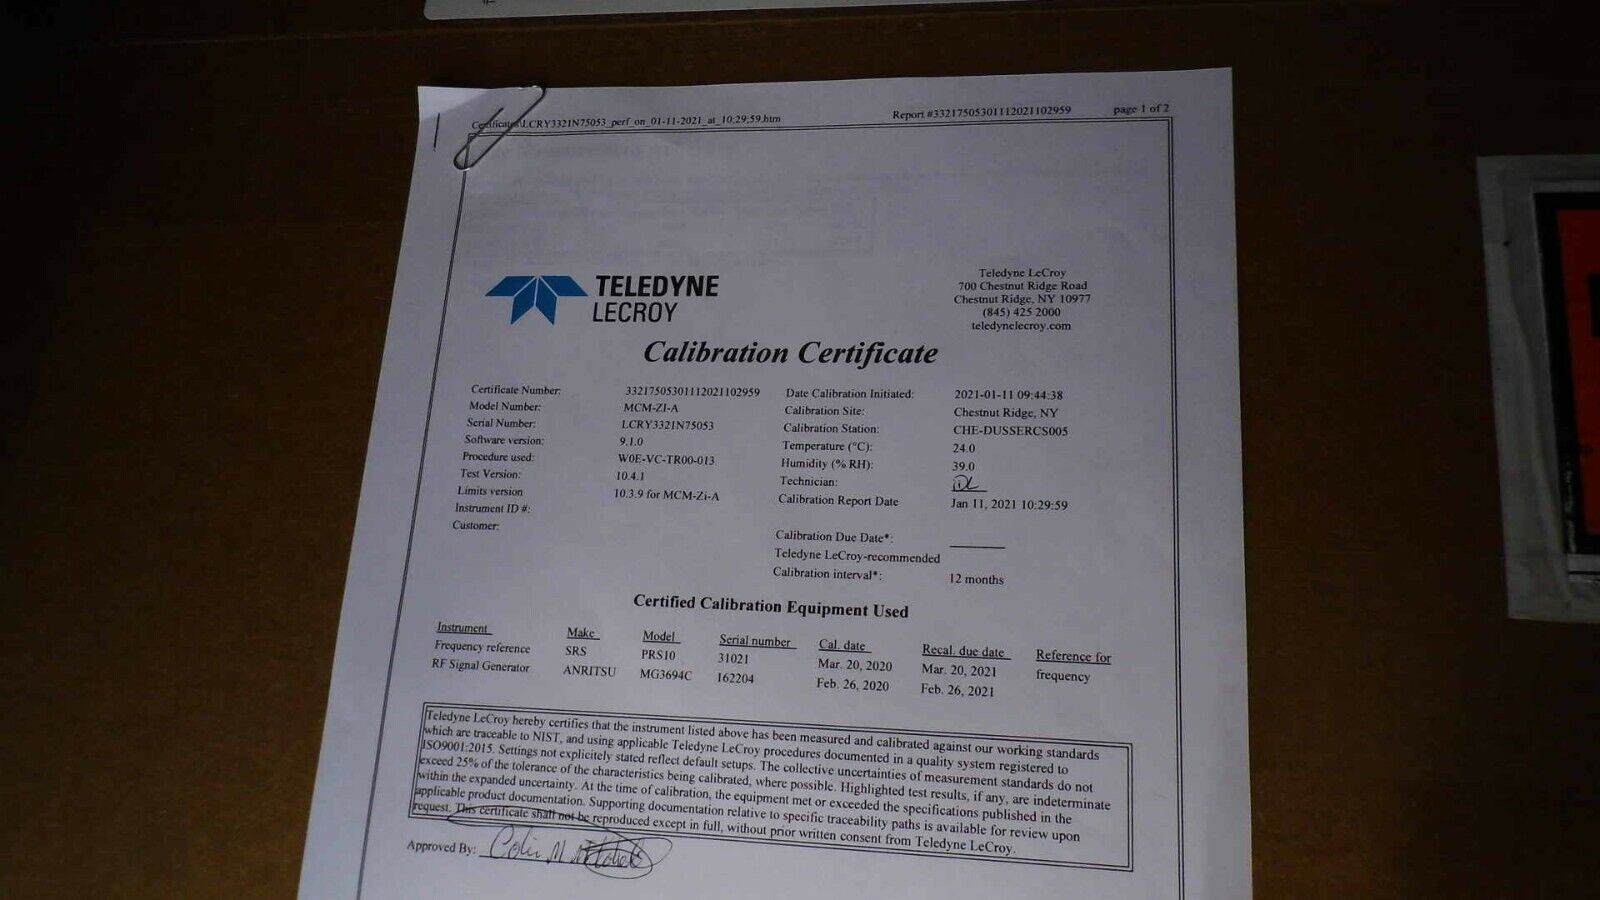 Certificates\LCRY3321N75053_perf_on_01-11-2021_at_10;29;59.htm Report #33217505301112021102959 page 1 of 2
TELEDYNE
LECROY
Teledyne LeCroy
700 Chestnut Ridge Road
Chestnut Ridge, NY 10977
(845) 425 2000
teledynelecroy.com
Calibration Certificate
Certificate Number: 33217505301112021102959
Model Number: MCM-ZI-A
Serial Number: LCRY3321N75053
Software version: 9.1.0
Procedure used: W0E-VC-TR00-013
Test Version: 10.4.1
Limits version 10.3.9 for MCM-Zi-A
Instrument ID #:
Customer:
Date Calibration Initiated: 2021-01-11 09:44:38
Calibration Site: Chestnut Ridge, NY
Calibration Station: CHE-DUSSERCS005
Temperature (°C): 24.0
Humidity (% RH): 39.0
Technician:
Calibration Report Date Jan 11, 2021 10:29:59
Calibration Due Date*:
Teledyne LeCroy-recommended
Calibration interval*: 12 months
Certified Calibration Equipment Used
Instrument Make Model Serial number Cal. date Recal. due date Reference for
Frequency reference SRS PRS10 31021 Mar. 20, 2020 Mar. 20, 2021 frequency
RF Signal Generator ANRITSU MG3694C 162204 Feb. 26, 2020 Feb. 26, 2021
Teledyne LeCroy hereby certifies that the instrument listed above has been measured and calibrated against our working standards
which are traceable to NIST, and using applicable Teledyne LeCroy procedures documented in a quality system registered to
ISO9001:2015. Settings not explicitely stated reflect default setups. The collective uncertainties of measurement standards do not
exceed 25% of the tolerance of the characteristics being calibrated, where possible. Highlighted test results, if any, are indeterminate
within the expanded uncertainty. At the time of calibration, the equipment met or exceeded the specifications published in the
applicable product documentation. Supporting documentation relative to specific traceability paths is available for review upon
request. This certificate shall not be reproduced except in full, without prior written consent from Teledyne LeCroy.
Approved By: Colin M